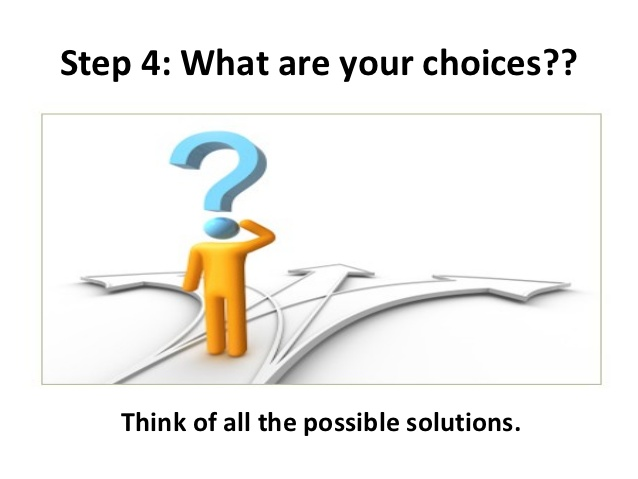 Step 4: What are your choices??
Think of all the possible solutions.